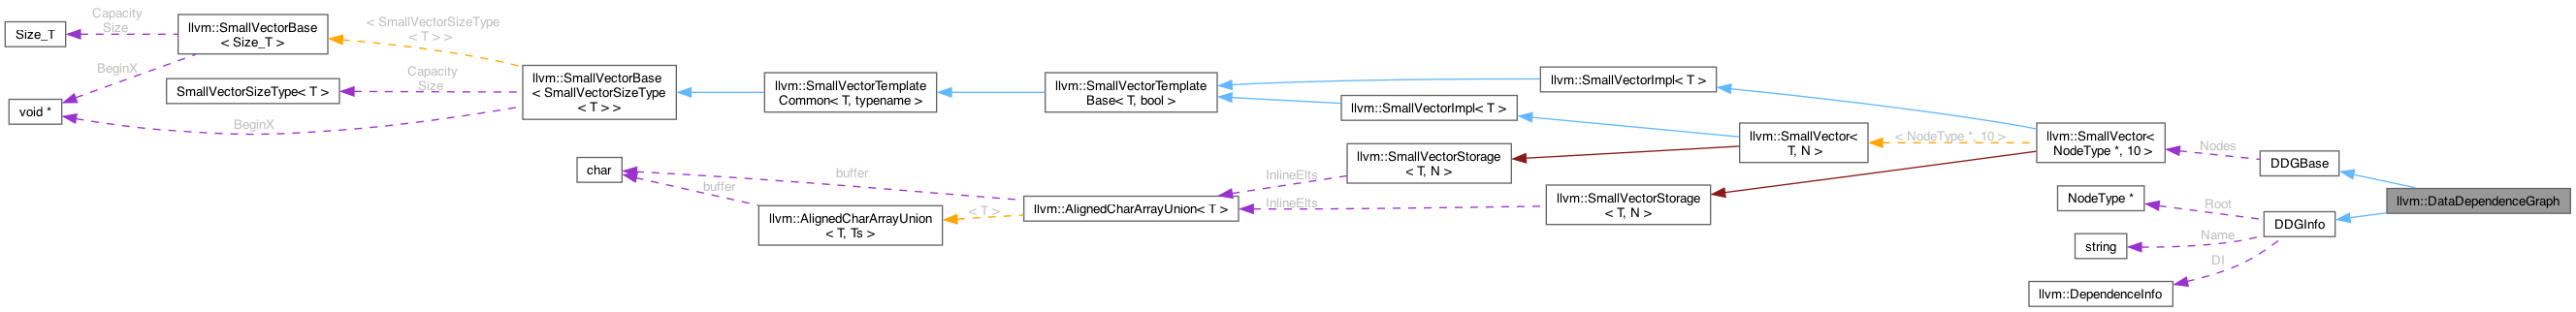 Size_T
Capacity
Size
llvm::SmallVectorBase
< Size_T >
BeginX
void *
SmallVectorSizeType< T >
< SmallVectorSizeType
< T > >
Capacity
Size
BeginX
llvm::SmallVectorBase
< SmallVectorSizeType
< T > >
llvm::SmallVectorTemplate
Common< T, typename >
llvm::SmallVectorTemplate
Base< T, bool >
llvm::SmallVectorImpl< T >
llvm::SmallVectorImpl< T >
llvm::SmallVector<
T, N >
< NodeType *, 10 >
llvm::SmallVector<
NodeType *, 10 >
Nodes
DDGBase
char
buffer
buffer
llvm::AlignedCharArrayUnion
< T, Ts >
< T >
llvm::AlignedCharArrayUnion< T >
InlineElts
InlineElts
llvm::SmallVectorStorage
< T, N >
llvm::SmallVectorStorage
< T, N >
NodeType *
Root
string
Name
DI
llvm::DependenceInfo
DDGInfo
llvm::DataDependenceGraph